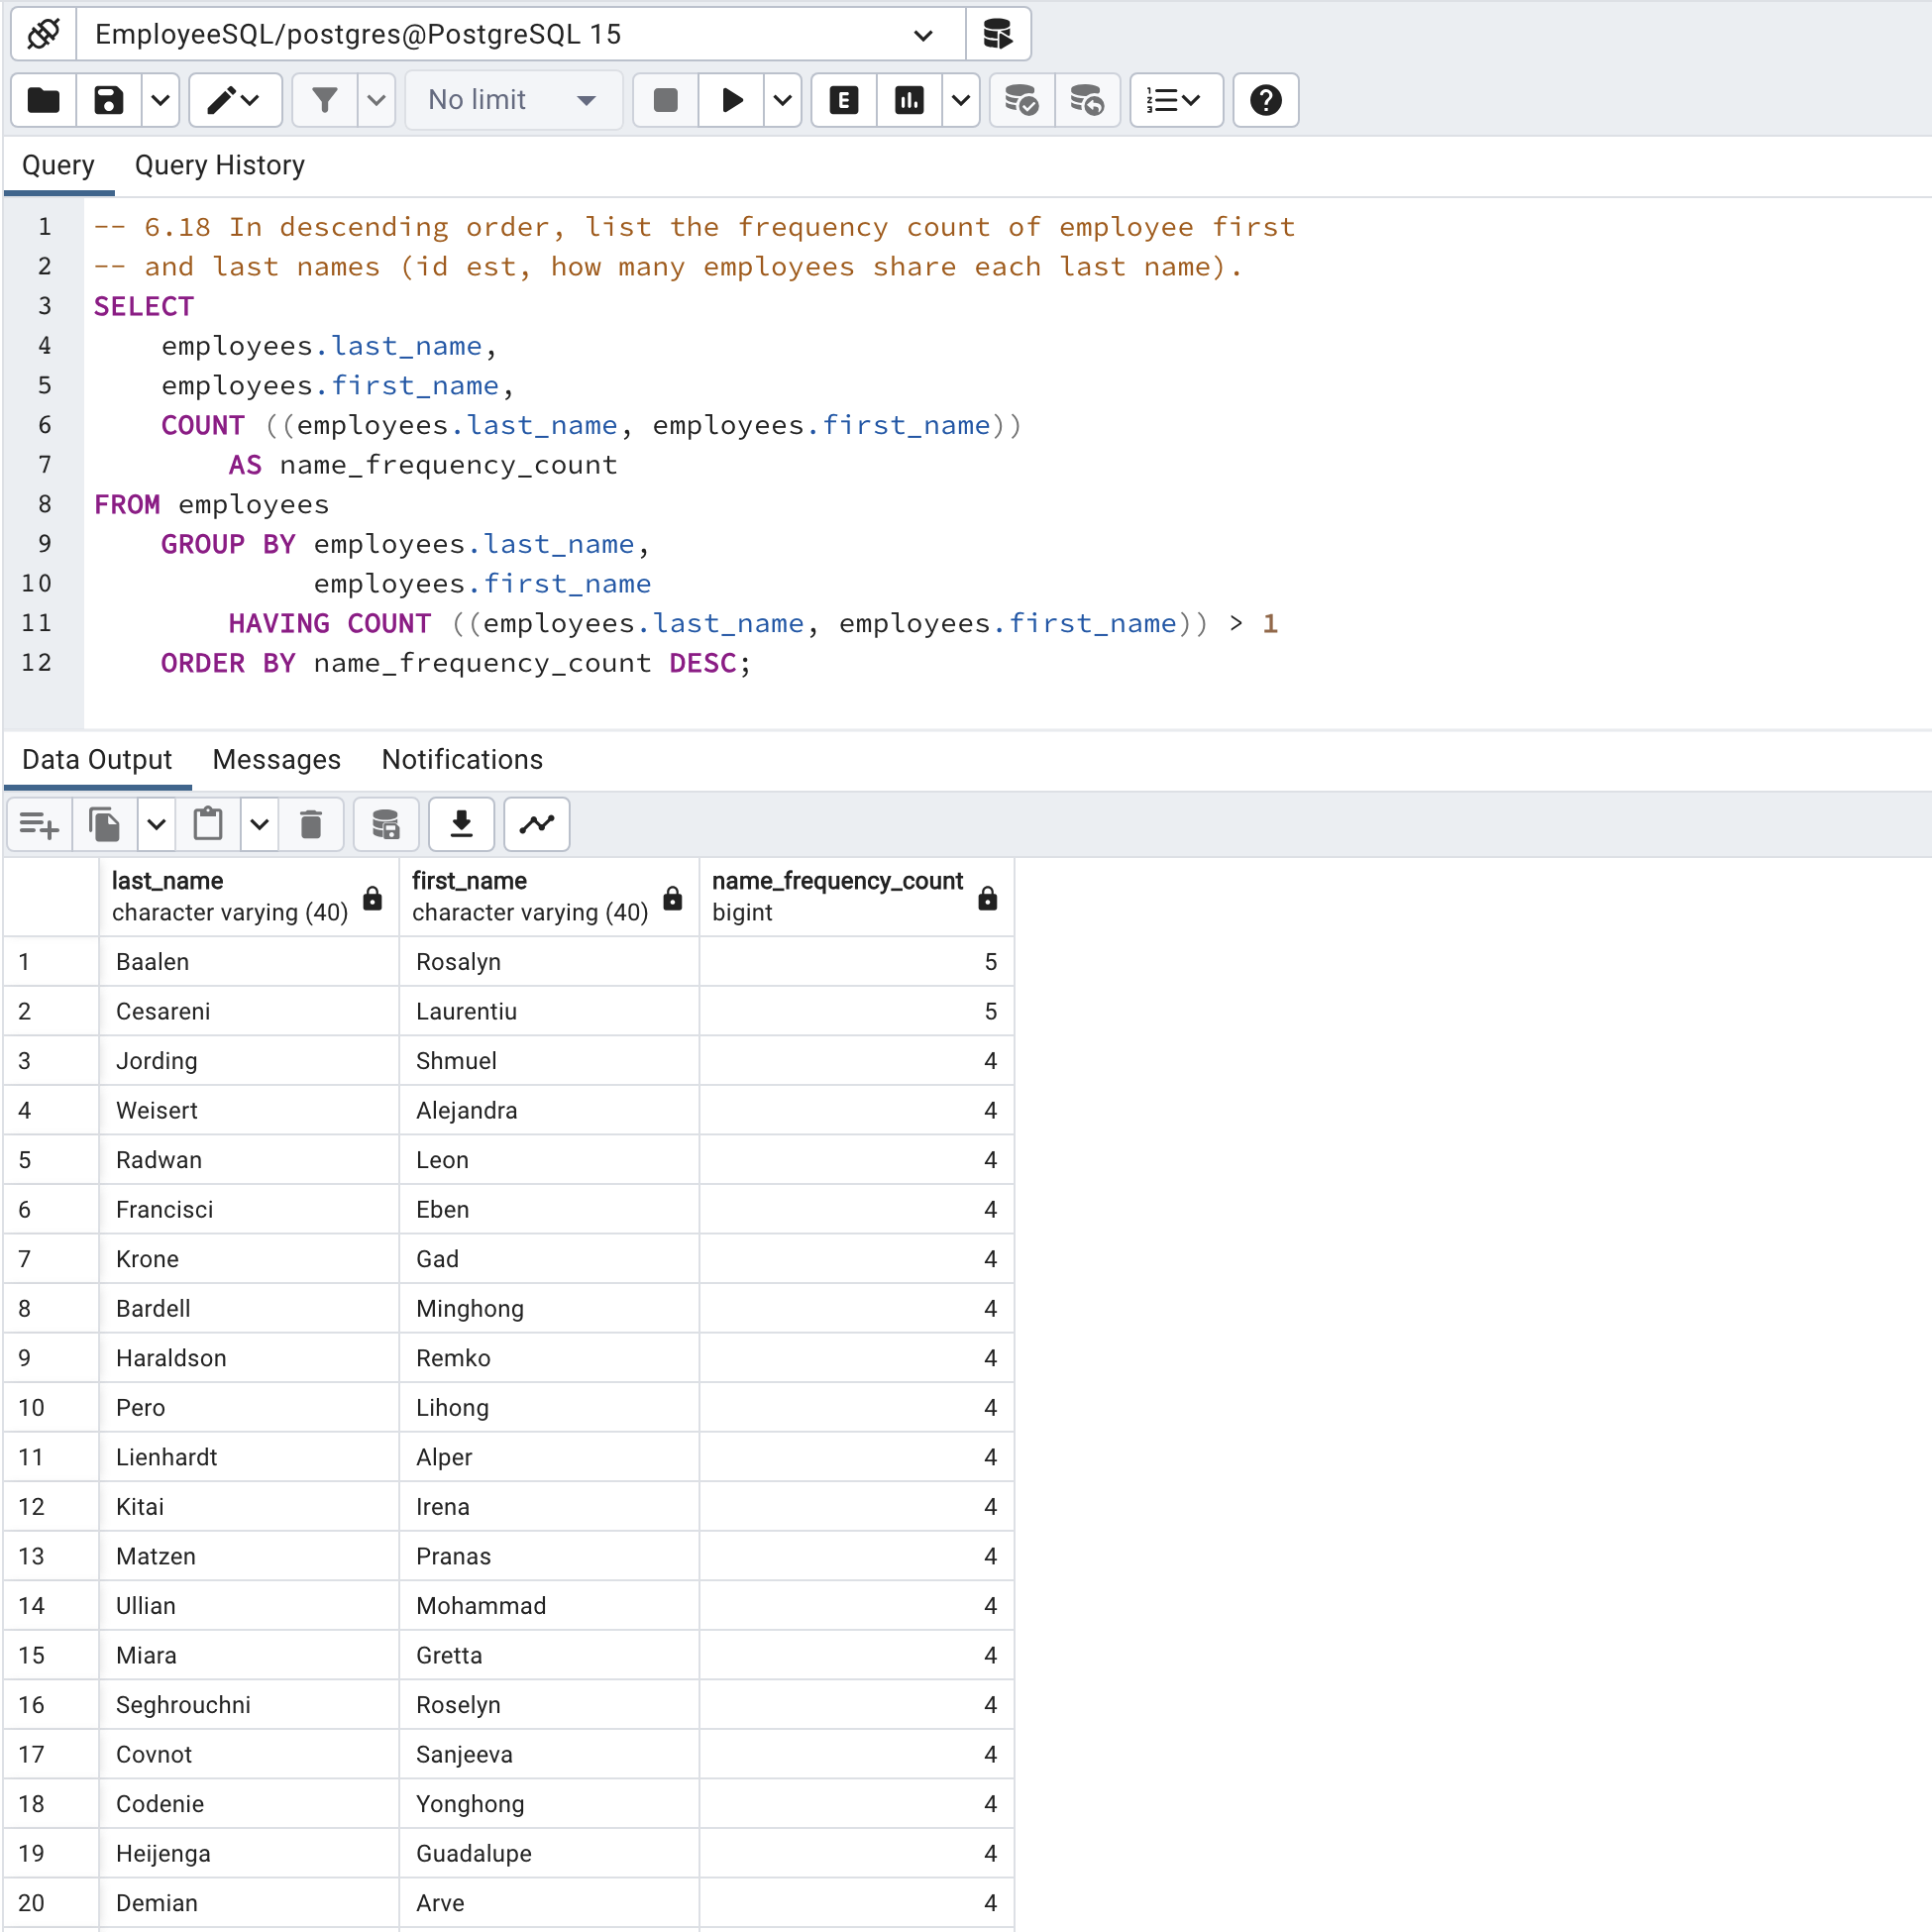 EmployeeSQL/postgres@PostgreSQL 15
No limit E
Query Query History
1 -- 6.18 In descending order, list the frequency count of employee first
2 -- and last names (id est, how many employees share each last name).
3 SELECT
4 employees.last_name,
5 employees.first_name,
6 COUNT ((employees.last_name, employees.first_name))
7 AS name_frequency_count
8 FROM employees
9 GROUP BY employees.last_name,
10 employees.first_name
11 HAVING COUNT ((employees.last_name, employees.first_name)) > 1
12 ORDER BY name_frequency_count DESC;
Data Output Messages Notifications
last_name first_name name_frequency_count
character varying (40) character varying (40) bigint
1 Baalen Rosalyn 5
2 Cesareni Laurentiu 5
3 Jording Shmuel 4
4 Weisert Alejandra 4
5 Radwan Leon 4
6 Francisci Eben 4
7 Krone Gad 4
8 Bardell Minghong 4
9 Haraldson Remko 4
10 Pero Lihong 4
11 Lienhardt Alper 4
12 Kitai Irena 4
13 Matzen Pranas 4
14 Ullian Mohammad 4
15 Miara Gretta 4
16 Seghrouchni Roselyn 4
17 Covnot Sanjeeva 4
18 Codenie Yonghong 4
19 Heijenga Guadalupe 4
20 Demian Arve 4